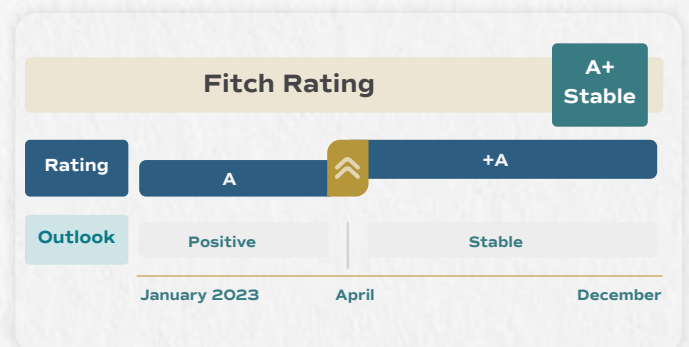 Fitch Rating
A+
Stable
Rating
A
+A
Outlook
Positive
Stable
January 2023
April
December